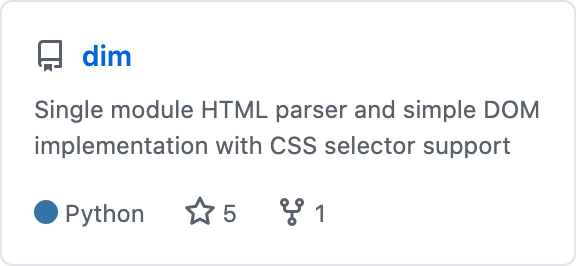 dim
Single module HTML parser and simple DOM
implementation with CSS selector support
Python 5 1